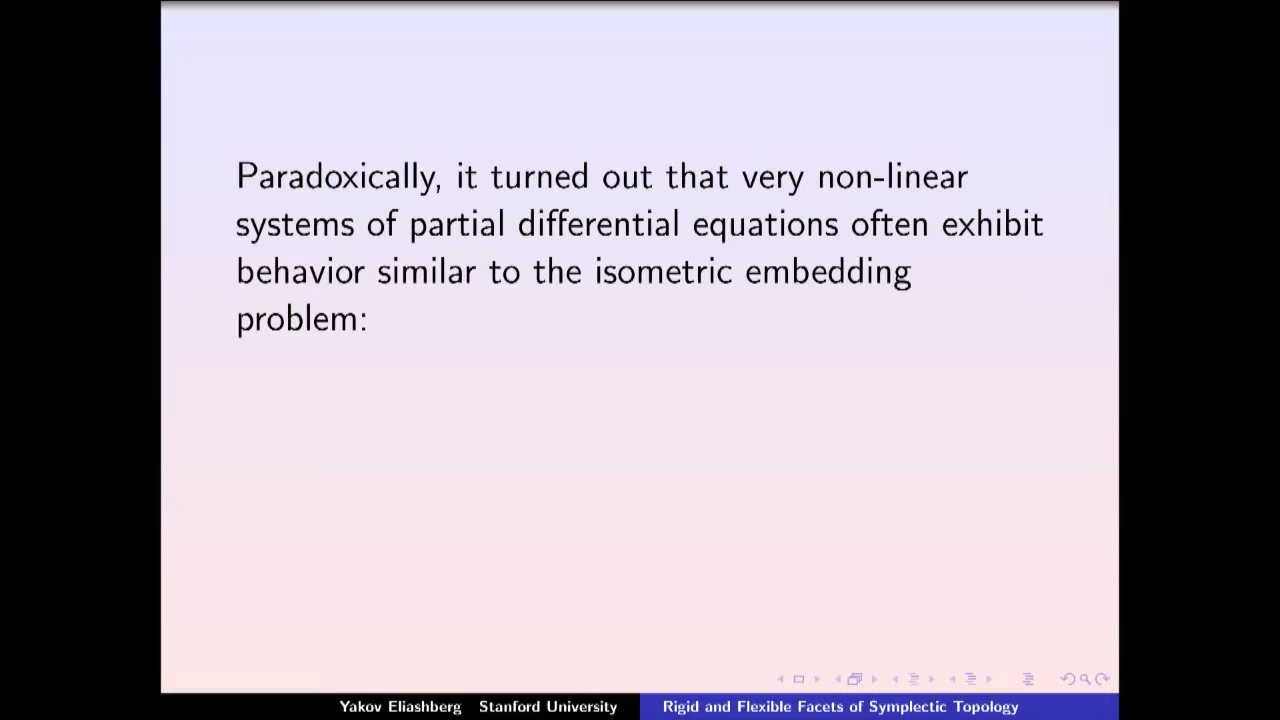 Paradoxically, it turned out that very non-linear
systems of partial differential equations often exhibit
behavior similar to the isometric embedding
problem:
Yakov Eliashberg Stanford University
Rigid and Flexible Facets of Symplectic Topology